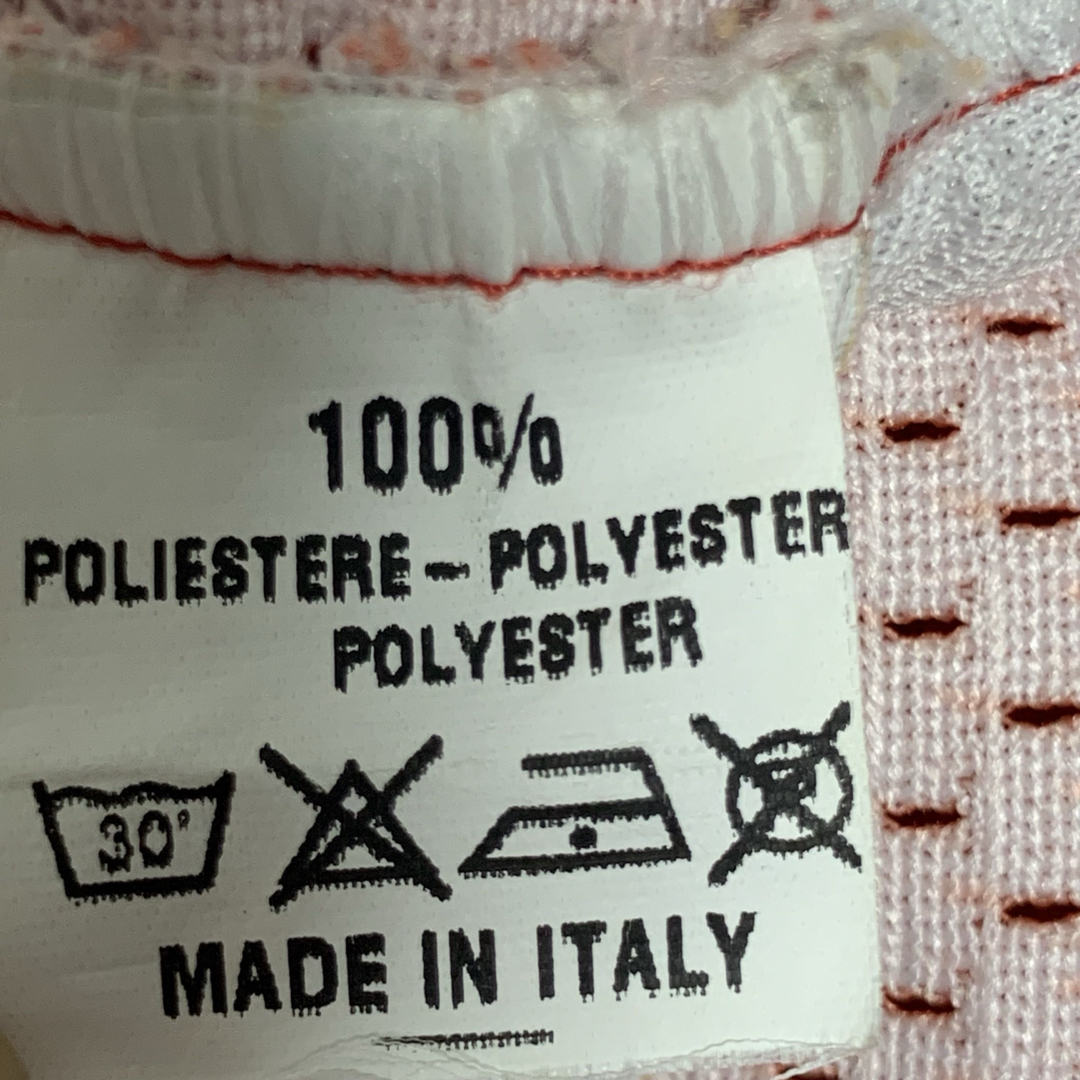 100%
POLIESTERE - POLYESTER
POLYESTER
30°
MADE IN ITALY